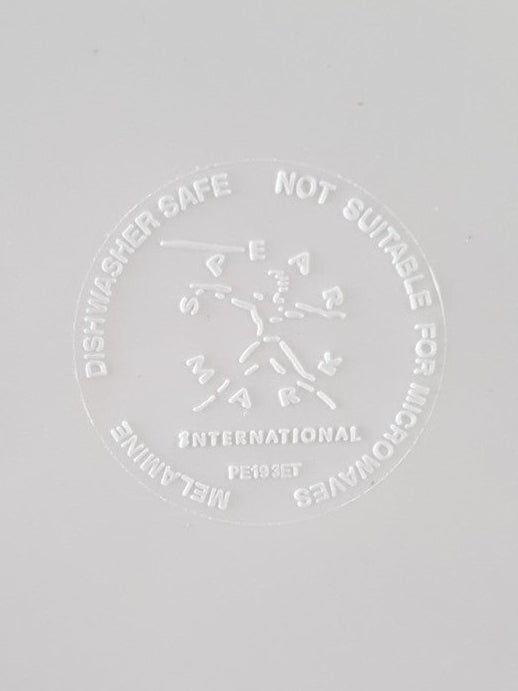 DISHWASHER SAFE
NOT SUITABLE FOR MICROWAVES
SPEAR
MARK
INTERNATIONAL
PE193ET
MELAMINE